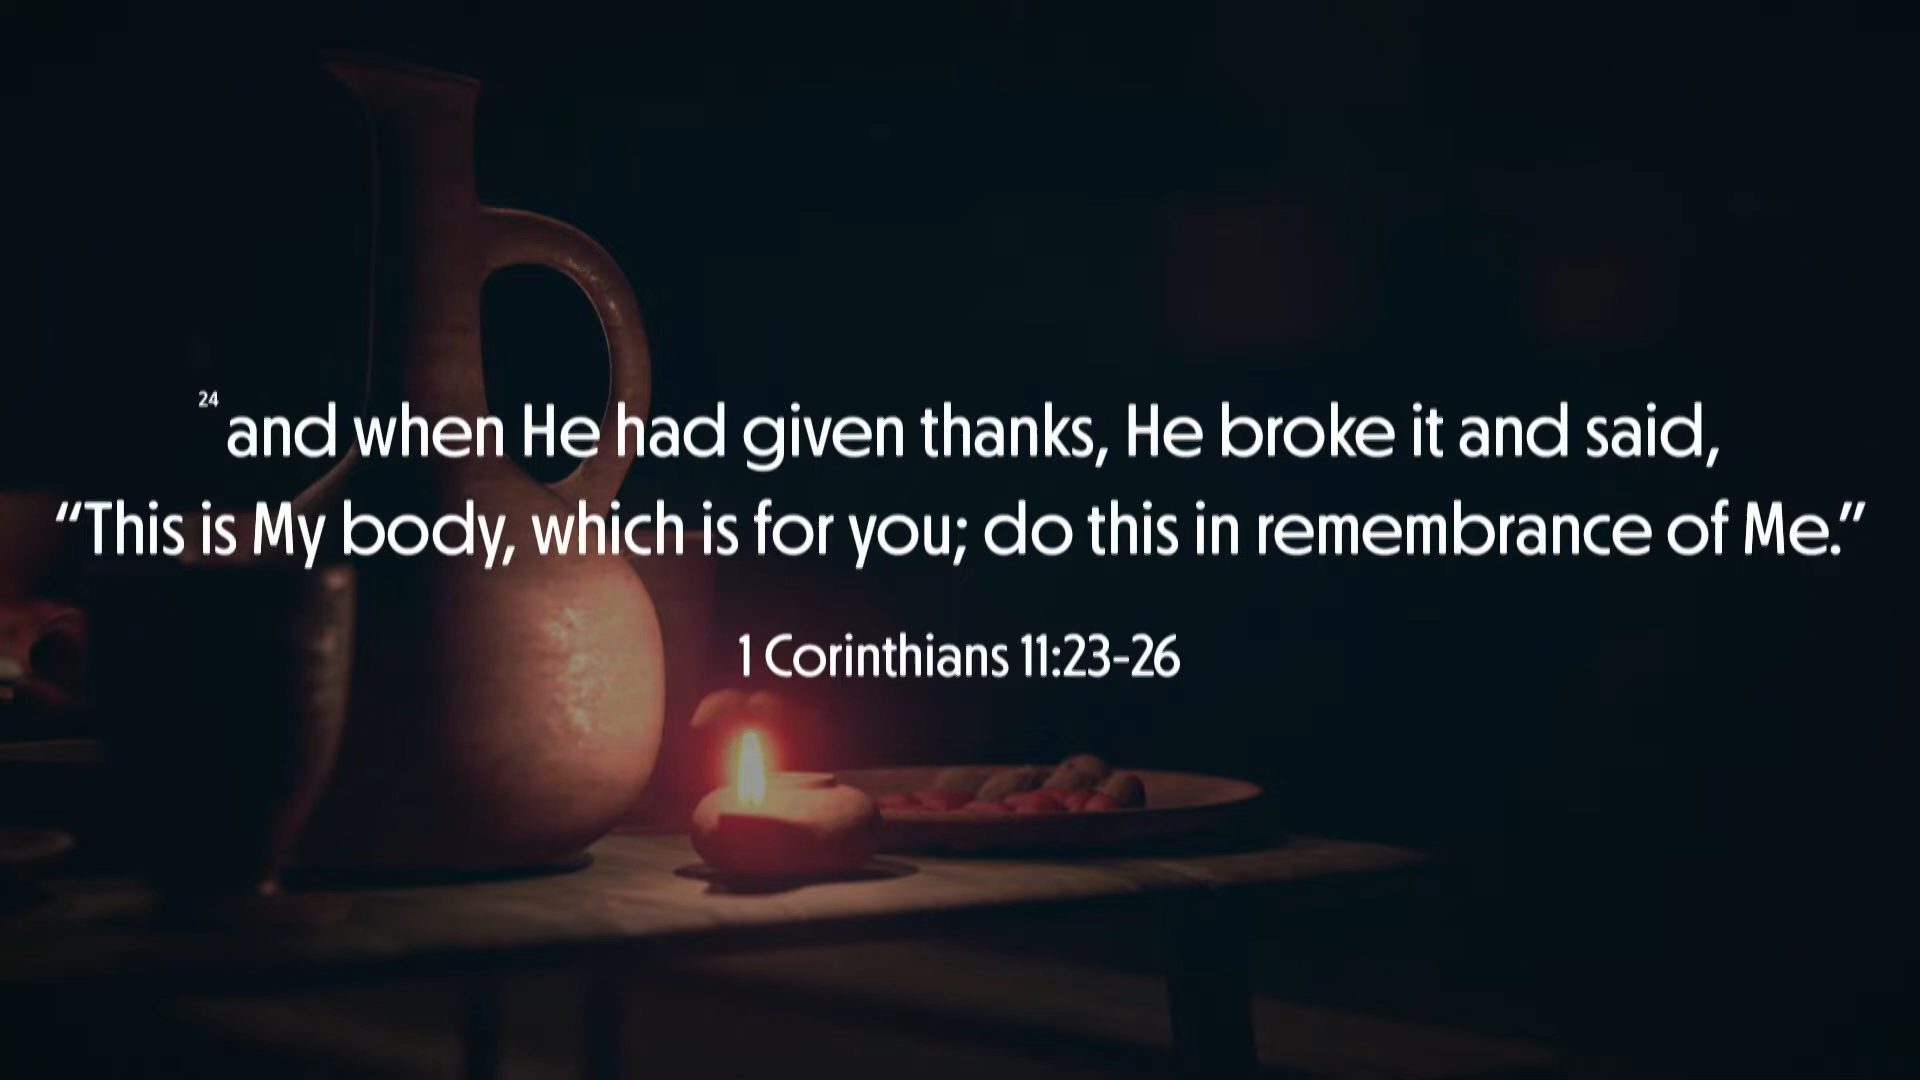 24 and when He had given thanks, He broke it and said,
“This is My body, which is for you; do this in remembrance of Me.”
1 Corinthians 11:23-26